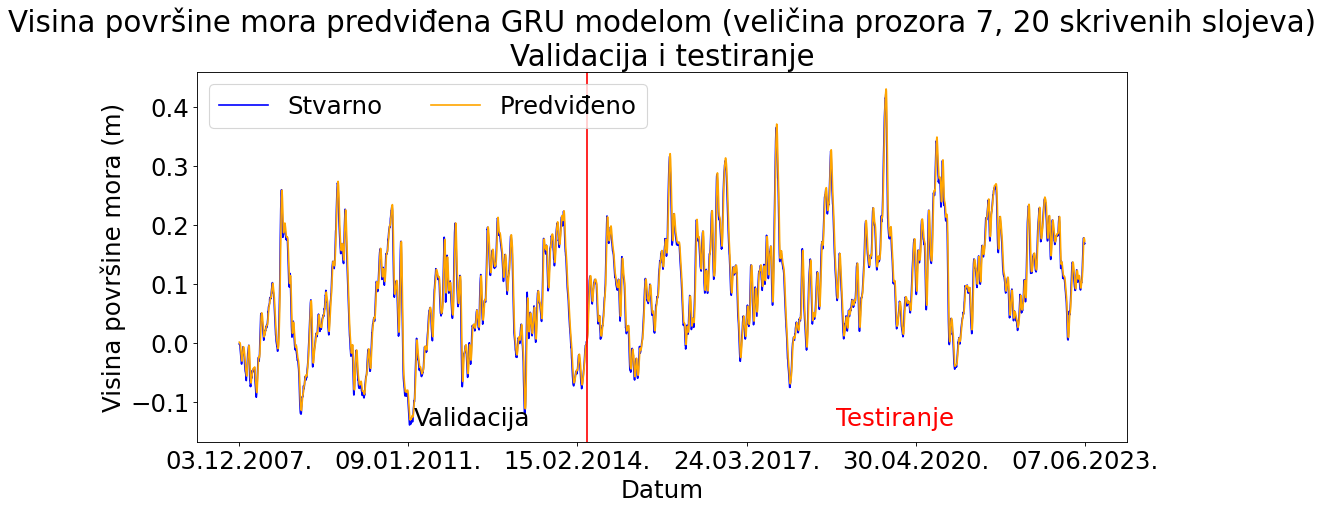 Visina površine mora predviđena GRU modelom (veličina prozora 7, 20 skrivenih slojeva)
Validacija i testiranje
Stvarno
Predviđeno
Visina površine mora (m)
0.4
0.3
0.2
0.1
0.0
−0.1
Validacija
Testiranje
03.12.2007.
09.01.2011.
15.02.2014.
24.03.2017.
30.04.2020.
07.06.2023.
Datum